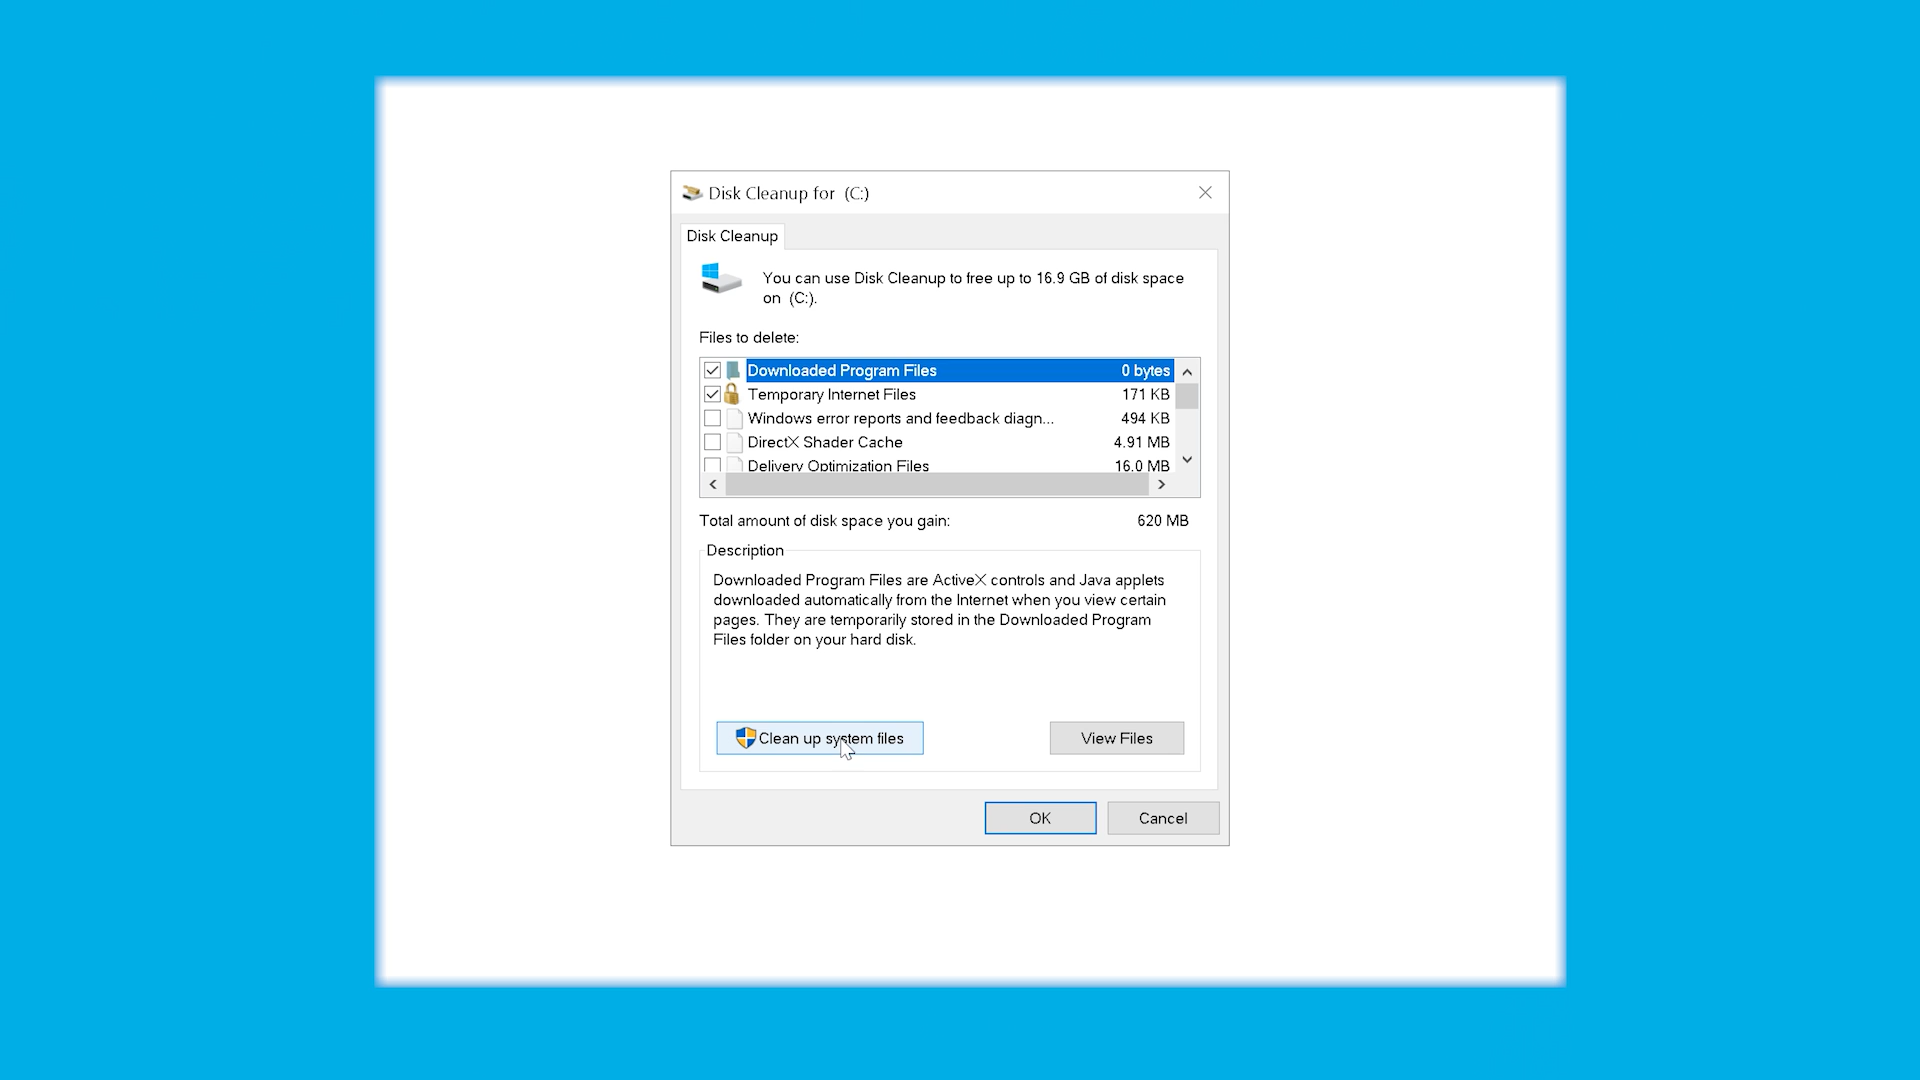 Disk Cleanup for (C:)
Disk Cleanup
You can use Disk Cleanup to free up to 16.9 GB of disk space
on (C:).
Files to delete:
Downloaded Program Files 0 bytes
Temporary Internet Files 171 KB
Windows error reports and feedback diagn... 494 KB
DirectX Shader Cache 4.91 MB
Delivery Optimization Files 16.0 MB
Total amount of disk space you gain: 620 MB
Description
Downloaded Program Files are ActiveX controls and Java applets
downloaded automatically from the Internet when you view certain
pages. They are temporarily stored in the Downloaded Program
Files folder on your hard disk.
Clean up system files View Files
OK Cancel